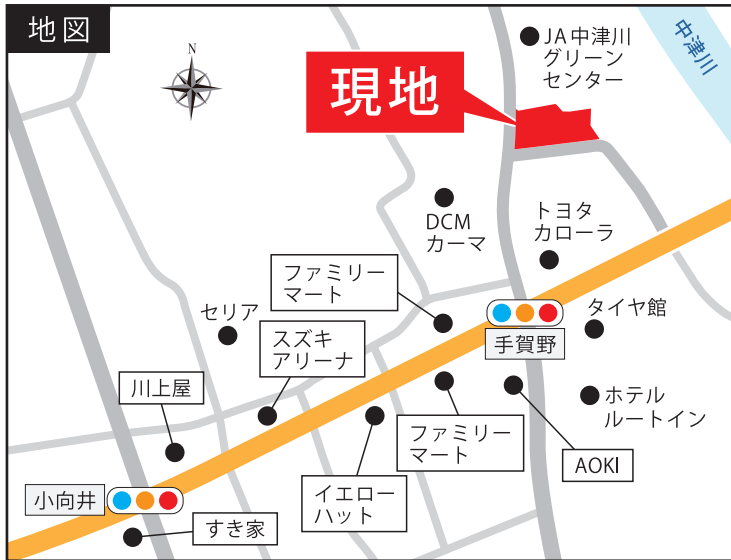 地図
N
JA中津川
グリーン
センター
中津川
現地
DCM
カーマ
トヨタ
カローラ
ファミリー
マート
セリア
スズキ
アリーナ
タイヤ館
手賀野
川上屋
ホテル
ルートイン
ファミリー
マート
AOKI
小向井
イエロー
ハット
すき家